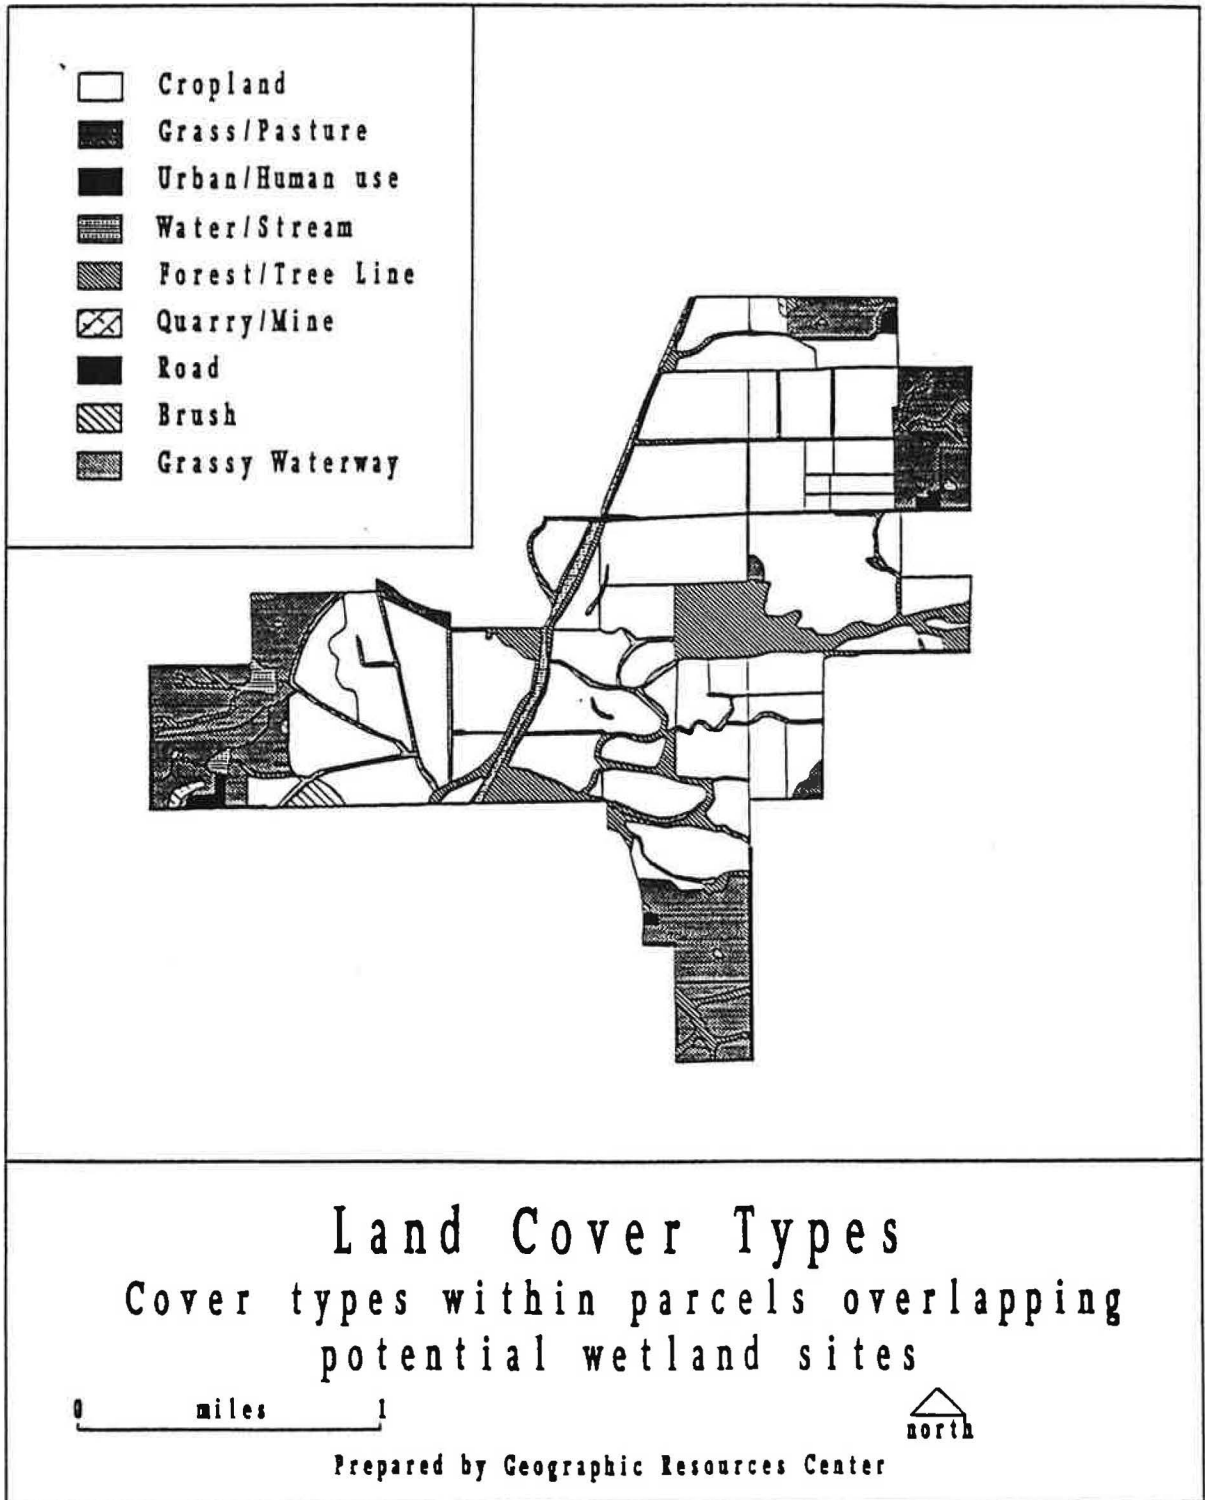 Cropland
Grass/Pasture
Urban/Human use
Water/Stream
Forest/Tree Line
Quarry/Mine
Road
Brush
Grassy Waterway
Land Cover Types
Cover types within parcels overlapping
potential wetland sites
0 miles 1
north
Prepared by Geographic Resources Center